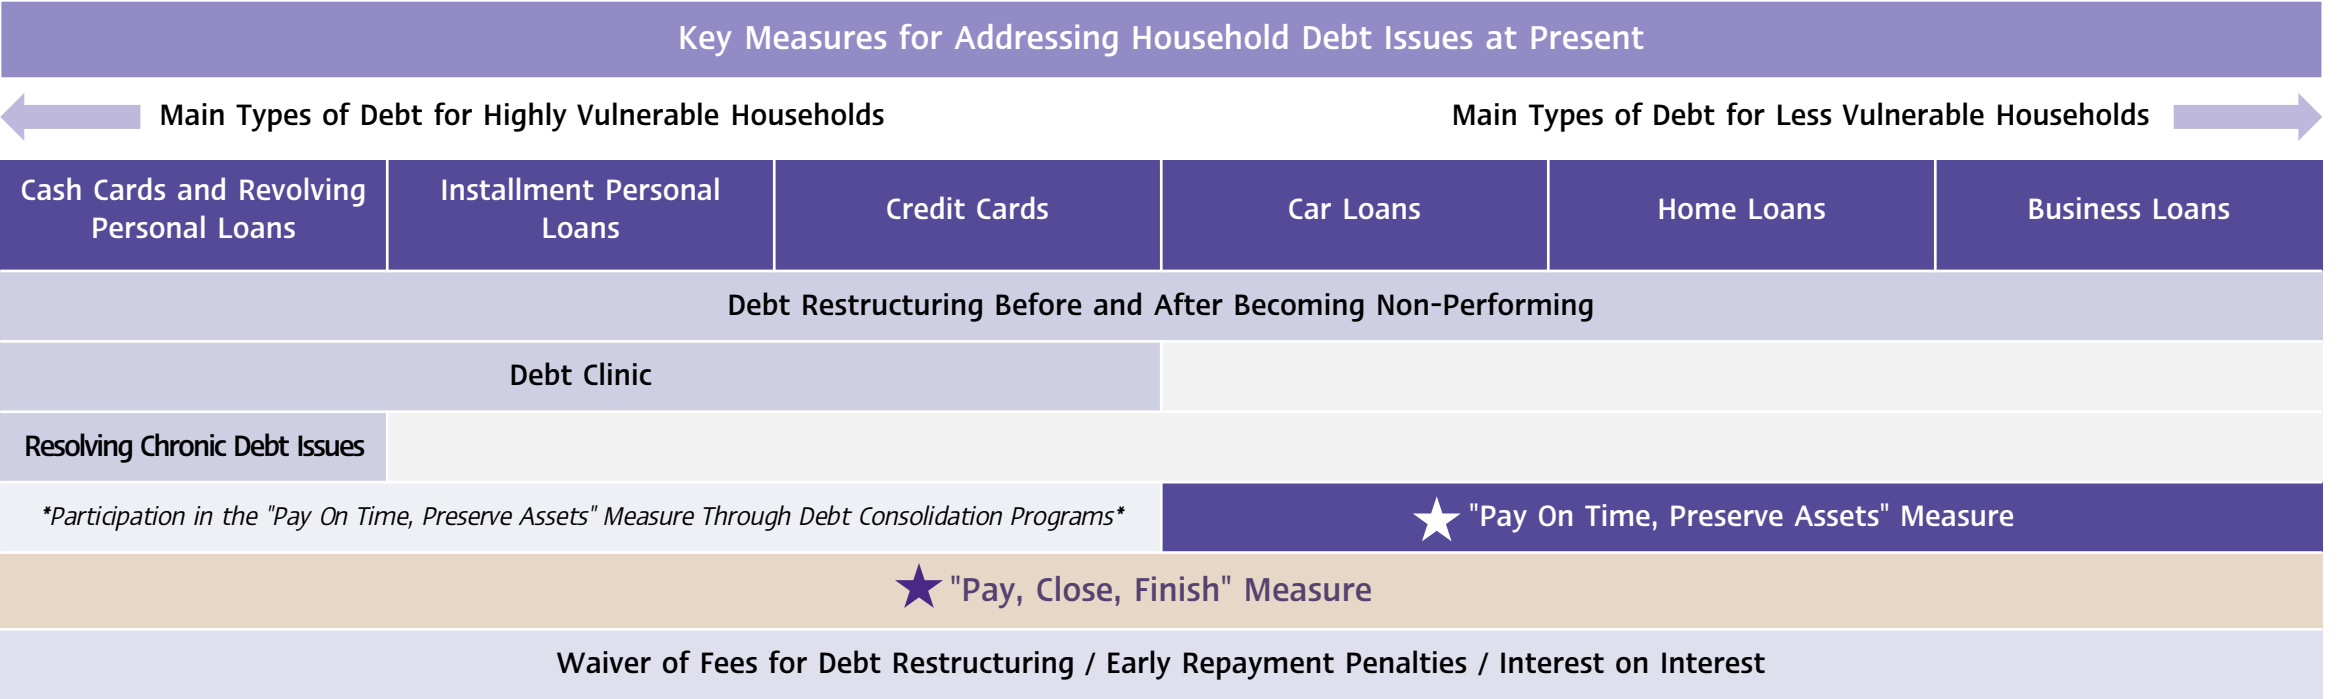 Key Measures for Addressing Household Debt Issues at Present
Main Types of Debt for Highly Vulnerable Households
Main Types of Debt for Less Vulnerable Households
Cash Cards and Revolving
Personal Loans
Installment Personal
Loans
Credit Cards
Car Loans
Home Loans
Business Loans
Debt Restructuring Before and After Becoming Non-Performing
Debt Clinic
Resolving Chronic Debt Issues
*Participation in the "Pay On Time, Preserve Assets" Measure Through Debt Consolidation Programs*
"Pay On Time, Preserve Assets" Measure
"Pay, Close, Finish" Measure
Waiver of Fees for Debt Restructuring / Early Repayment Penalties / Interest on Interest